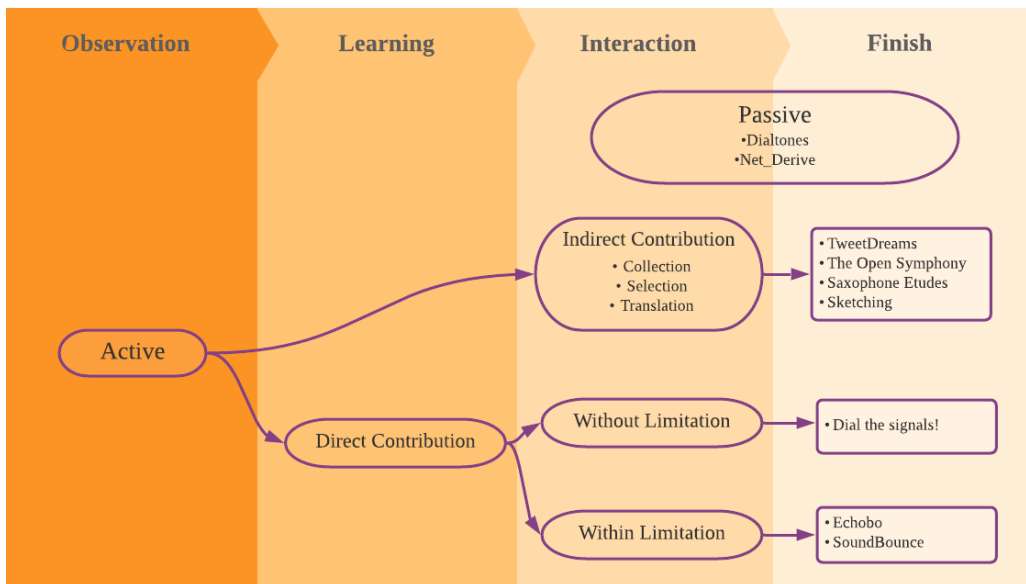 Observation
Learning
Interaction
Finish
Passive
•Dialtones
•Net_Derive
Indirect Contribution
• Collection
• Selection
• Translation
• TweetDreams
• The Open Symphony
• Saxophone Etudes
• Sketching
Active
Direct Contribution
Without Limitation
• Dial the signals!
Within Limitation
• Echobo
• SoundBounce